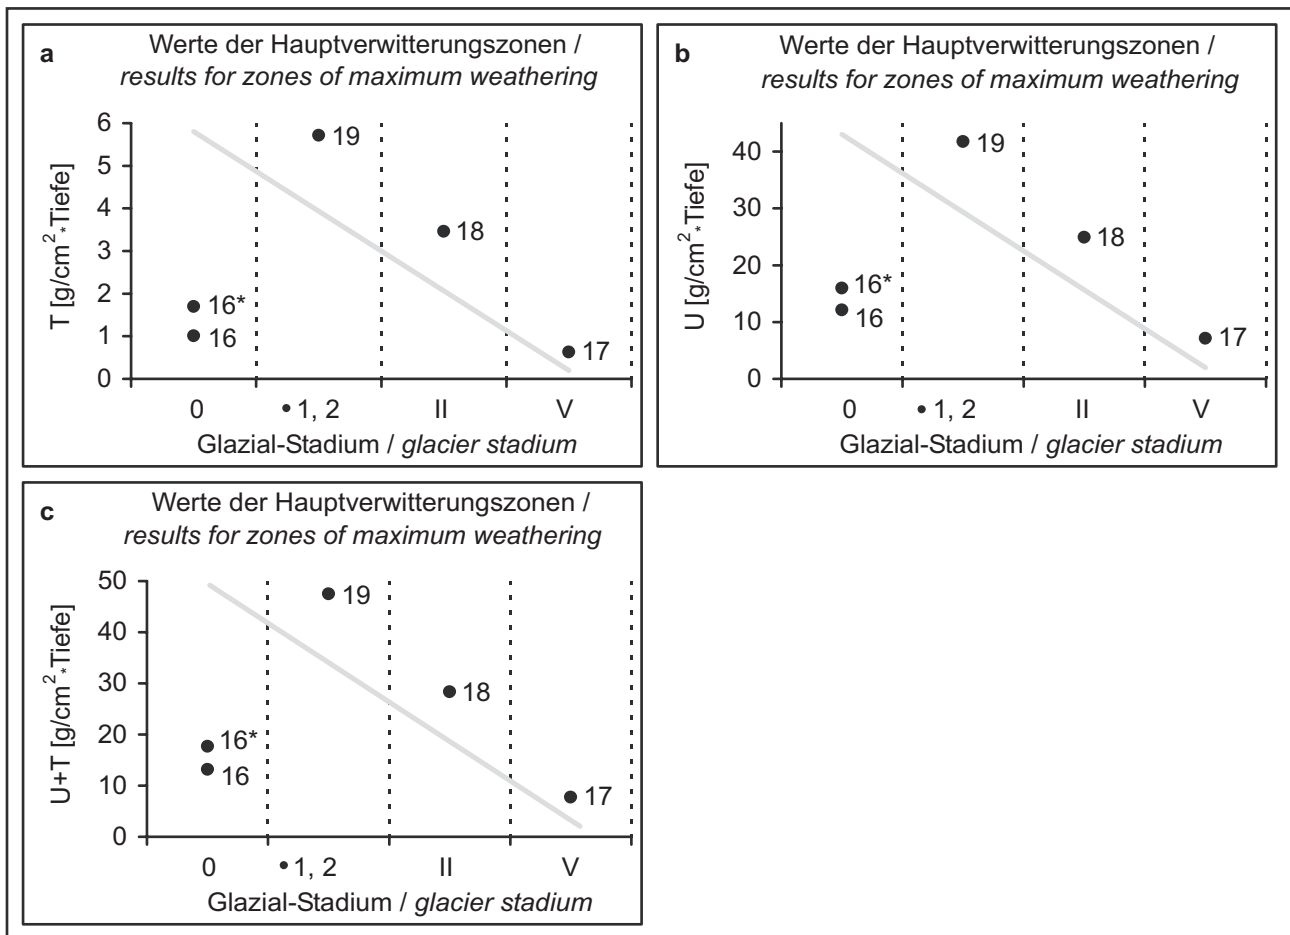 a
Werte der Hauptverwitterungszonen /
results for zones of maximum weathering
T [g/cm²*Tiefe]
6
5
4
3
2
1
0
19
18
16*
16
17
0
•1, 2
II
V
Glazial-Stadium / glacier stadium
b
Werte der Hauptverwitterungszonen /
results for zones of maximum weathering
U [g/cm²*Tiefe]
40
30
20
10
0
19
18
16*
16
17
0
•1, 2
II
V
Glazial-Stadium / glacier stadium
c
Werte der Hauptverwitterungszonen /
results for zones of maximum weathering
U+T [g/cm²*Tiefe]
50
40
30
20
10
0
19
18
16*
16
17
0
•1, 2
II
V
Glazial-Stadium / glacier stadium